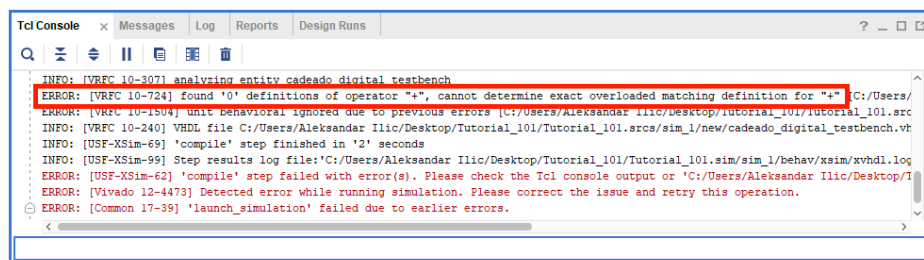 Tcl Console × Messages Log Reports Design Runs ?
INFO: [VRFC 10-307] analyzing entity cadeado_digital_testbench
ERROR: [VRFC 10-724] found '0' definitions of operator "+", cannot determine exact overloaded matching definition for "+" [C:/Users/
ERROR: [VRFC 10-1504] unit behavioral ignored due to previous errors [C:/Users/Aleksandar Ilic/Desktop/Tutorial_101/Tutorial_101.src
INFO: [VRFC 10-240] VHDL file C:/Users/Aleksandar Ilic/Desktop/Tutorial_101/Tutorial_101.srcs/sim_1/new/cadeado_digital_testbench.vh
INFO: [USF-XSim-69] 'compile' step finished in '2' seconds
INFO: [USF-XSim-99] Step results log file:'C:/Users/Aleksandar Ilic/Desktop/Tutorial_101/Tutorial_101.sim/sim_1/behav/xsim/xvhdl.log
ERROR: [USF-XSim-62] 'compile' step failed with error(s). Please check the Tcl console output or 'C:/Users/Aleksandar Ilic/Desktop/T
ERROR: [Vivado 12-4473] Detected error while running simulation. Please correct the issue and retry this operation.
ERROR: [Common 17-39] 'launch_simulation' failed due to earlier errors.